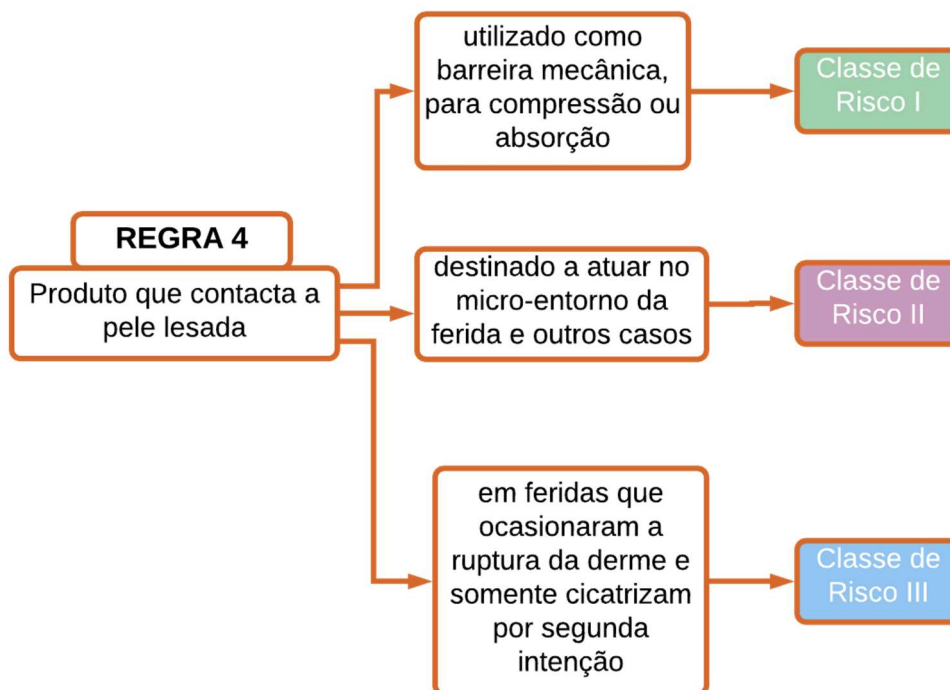 REGRA 4
Produto que contacta a
pele lesada
utilizado como
barreira mecânica,
para compressão ou
absorção
Classe de
Risco I
destinado a atuar no
micro-entorno da
ferida e outros casos
Classe de
Risco II
em feridas que
ocasionaram a
ruptura da derme e
somente cicatrizam
por segunda
intenção
Classe de
Risco III